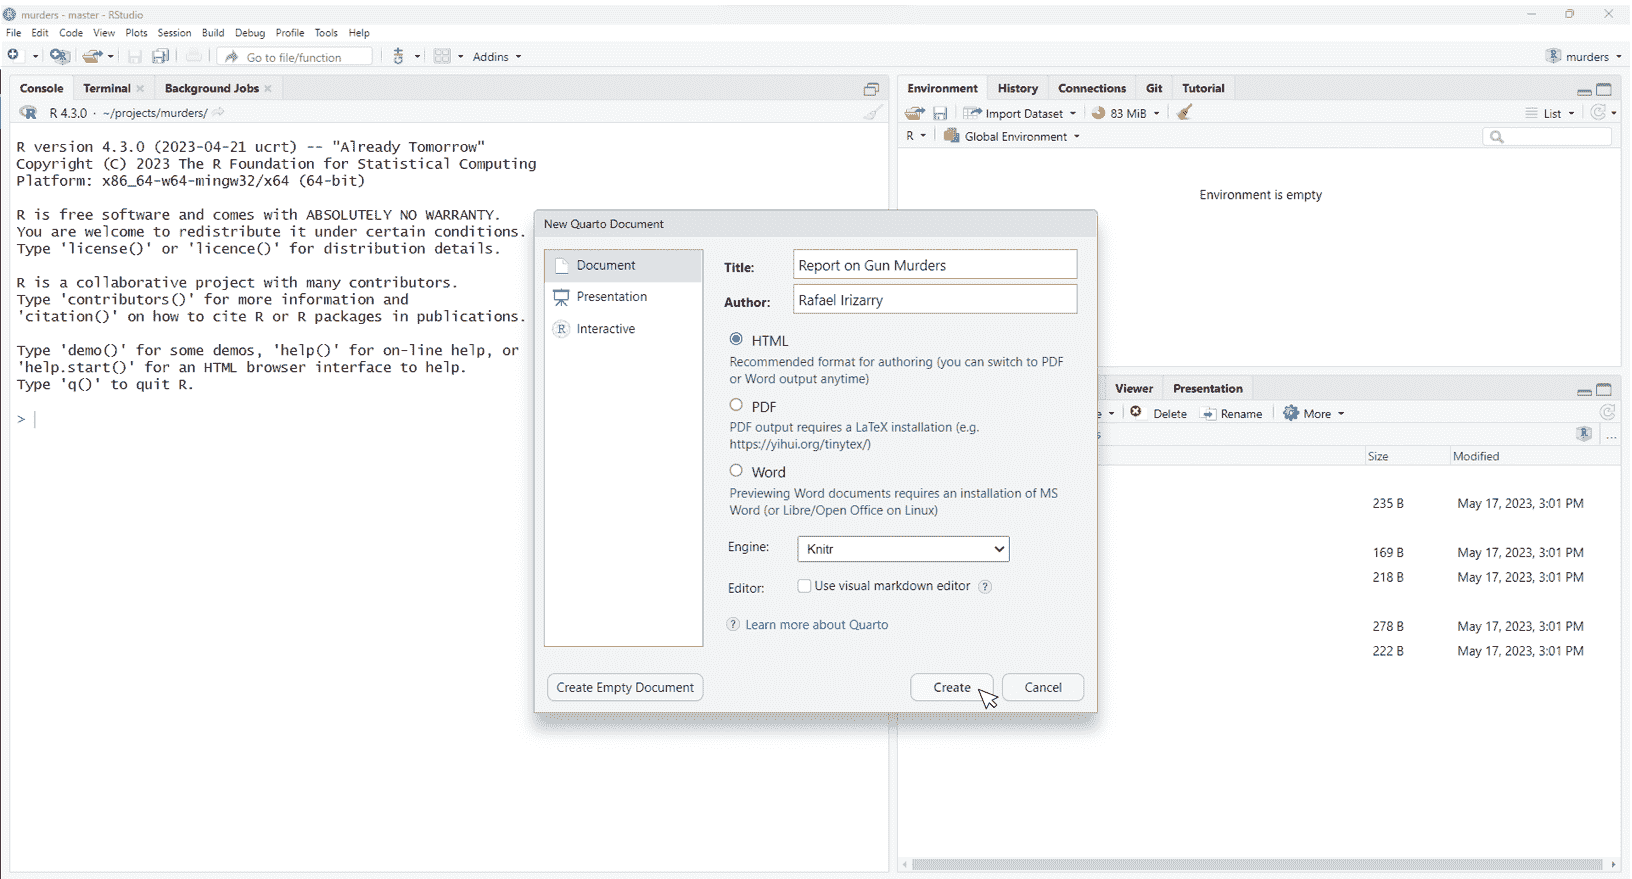 murders - master - RStudio
File Edit Code View Plots Session Build Debug Profile Tools Help
Go to file/function Addins murders
Console Terminal Background Jobs
R 4.3.0 · ~/projects/murders/
R version 4.3.0 (2023-04-21 ucrt) -- "Already Tomorrow"
Copyright (C) 2023 The R Foundation for Statistical Computing
Platform: x86_64-w64-mingw32/x64 (64-bit)
R is free software and comes with ABSOLUTELY NO WARRANTY.
You are welcome to redistribute it under certain conditions.
Type 'license()' or 'licence()' for distribution details.
R is a collaborative project with many contributors.
Type 'contributors()' for more information and
'citation()' on how to cite R or R packages in publications.
Type 'demo()' for some demos, 'help()' for on-line help, or
'help.start()' for an HTML browser interface to help.
Type 'q()' to quit R.
>
Environment History Connections Git Tutorial
Import Dataset 83 MiB List
R Global Environment
Environment is empty
New Quarto Document
Document
Presentation
Interactive
Title: Report on Gun Murders
Author: Rafael Irizarry
HTML
Recommended format for authoring (you can switch to PDF
or Word output anytime)
PDF
PDF output requires a LaTeX installation (e.g.
https://yihui.org/tinytex/)
Word
Previewing Word documents requires an installation of MS
Word (or Libre/Open Office on Linux)
Engine: Knitr
Editor: Use visual markdown editor ?
? Learn more about Quarto
Create Empty Document Create Cancel
Viewer Presentation
e Delete Rename More
s ...
Size Modified
235 B May 17, 2023, 3:01 PM
169 B May 17, 2023, 3:01 PM
218 B May 17, 2023, 3:01 PM
278 B May 17, 2023, 3:01 PM
222 B May 17, 2023, 3:01 PM